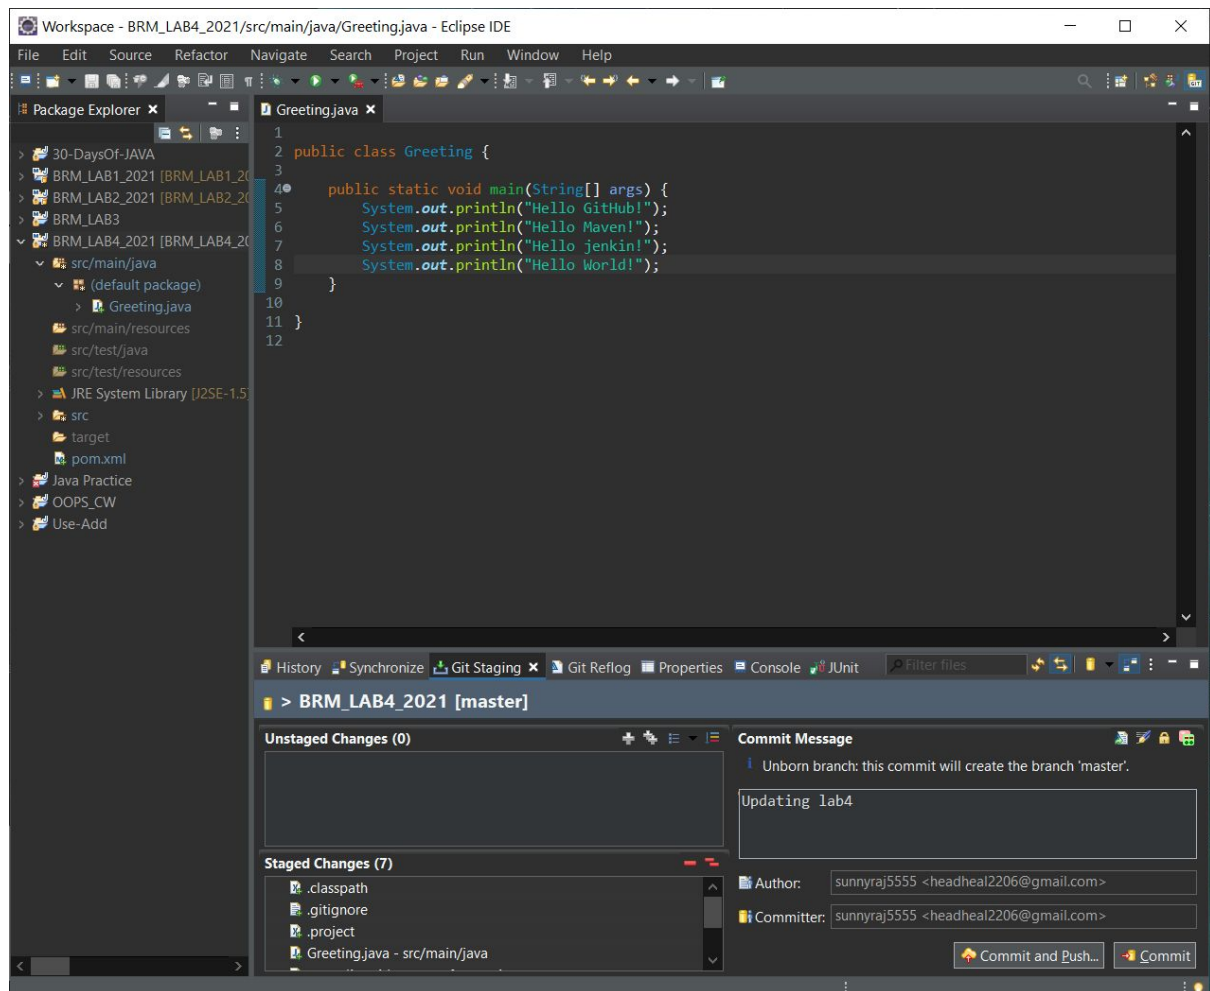 Workspace - BRM_LAB4_2021/src/main/java/Greeting.java - Eclipse IDE
File Edit Source Refactor Navigate Search Project Run Window Help
Package Explorer
30-DaysOf-JAVA
BRM_LAB1_2021 [BRM_LAB1_20
BRM_LAB2_2021 [BRM_LAB2_20
BRM_LAB3
BRM_LAB4_2021 [BRM_LAB4_20
src/main/java
(default package)
Greeting.java
src/main/resources
src/test/java
src/test/resources
JRE System Library [J2SE-1.5]
src
target
pom.xml
Java Practice
OOPS_CW
Use-Add
Greeting.java
1
2 public class Greeting {
3
4 public static void main(String[] args) {
5 System.out.println("Hello GitHub!");
6 System.out.println("Hello Maven!");
7 System.out.println("Hello jenkin!");
8 System.out.println("Hello World!");
9 }
10
11 }
12
History Synchronize Git Staging Git Reflog Properties Console JUnit Filter files
> BRM_LAB4_2021 [master]
Unstaged Changes (0)
Staged Changes (7)
.classpath
.gitignore
.project
Greeting.java - src/main/java
Commit Message
Unborn branch: this commit will create the branch 'master'.
Updating lab4
Author: sunnyraj5555 <headheal2206@gmail.com>
Committer: sunnyraj5555 <headheal2206@gmail.com>
Commit and Push... Commit